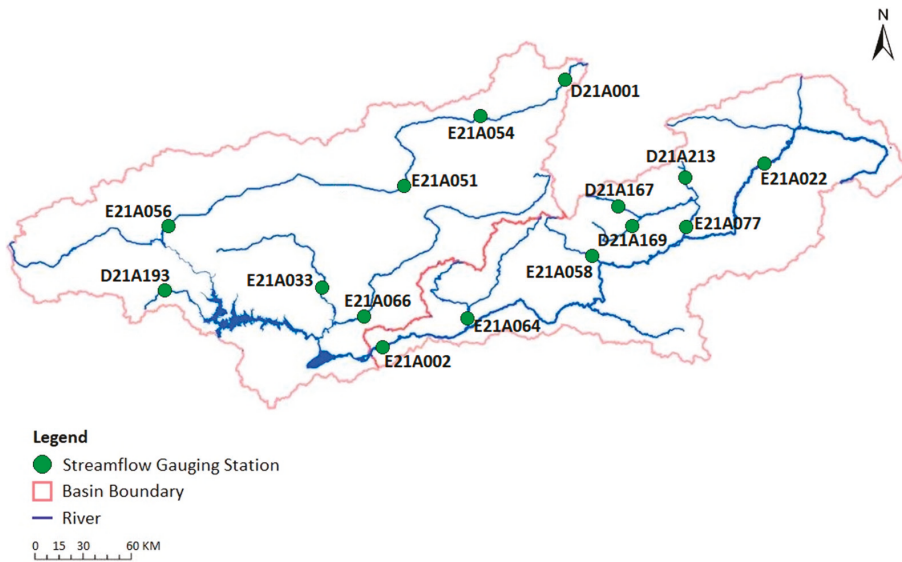 N
D21A001
E21A054
D21A213
E21A022
E21A051
D21A167
E21A056
E21A077
D21A169
E21A058
D21A193
E21A033
E21A066
E21A064
E21A002
Legend
Streamflow Gauging Station
Basin Boundary
River
0 15 30 60 KM